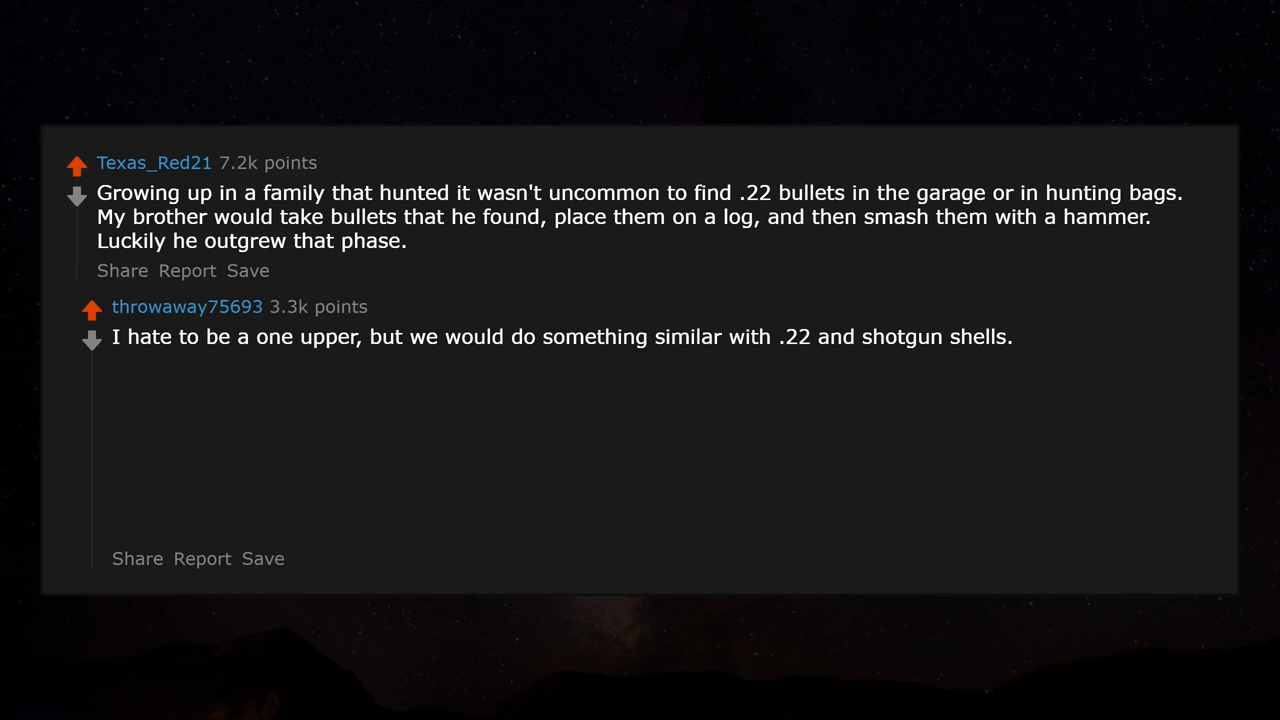 Texas_Red21 7.2k points
Growing up in a family that hunted it wasn't uncommon to find .22 bullets in the garage or in hunting bags.
My brother would take bullets that he found, place them on a log, and then smash them with a hammer.
Luckily he outgrew that phase.
Share Report Save
throwaway75693 3.3k points
I hate to be a one upper, but we would do something similar with .22 and shotgun shells.
Share Report Save